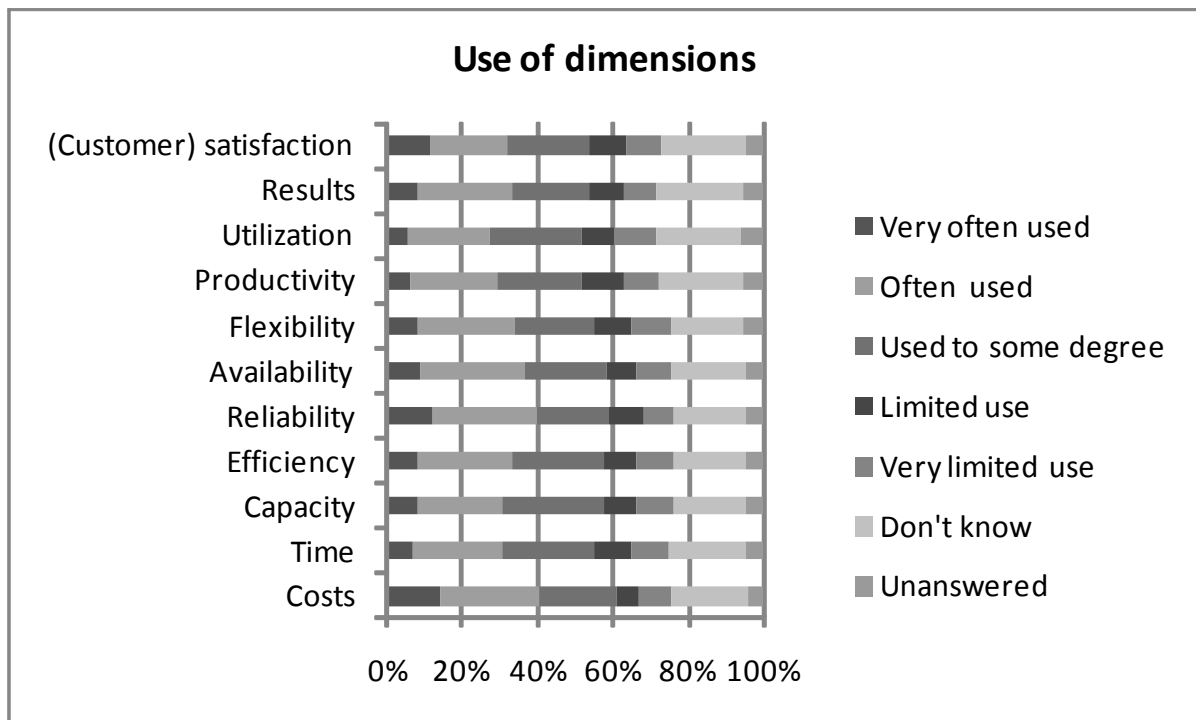 Use of dimensions
(Customer) satisfaction
Results
Utilization
Productivity
Flexibility
Availability
Reliability
Efficiency
Capacity
Time
Costs
0% 20% 40% 60% 80% 100%
Very often used
Often used
Used to some degree
Limited use
Very limited use
Don't know
Unanswered